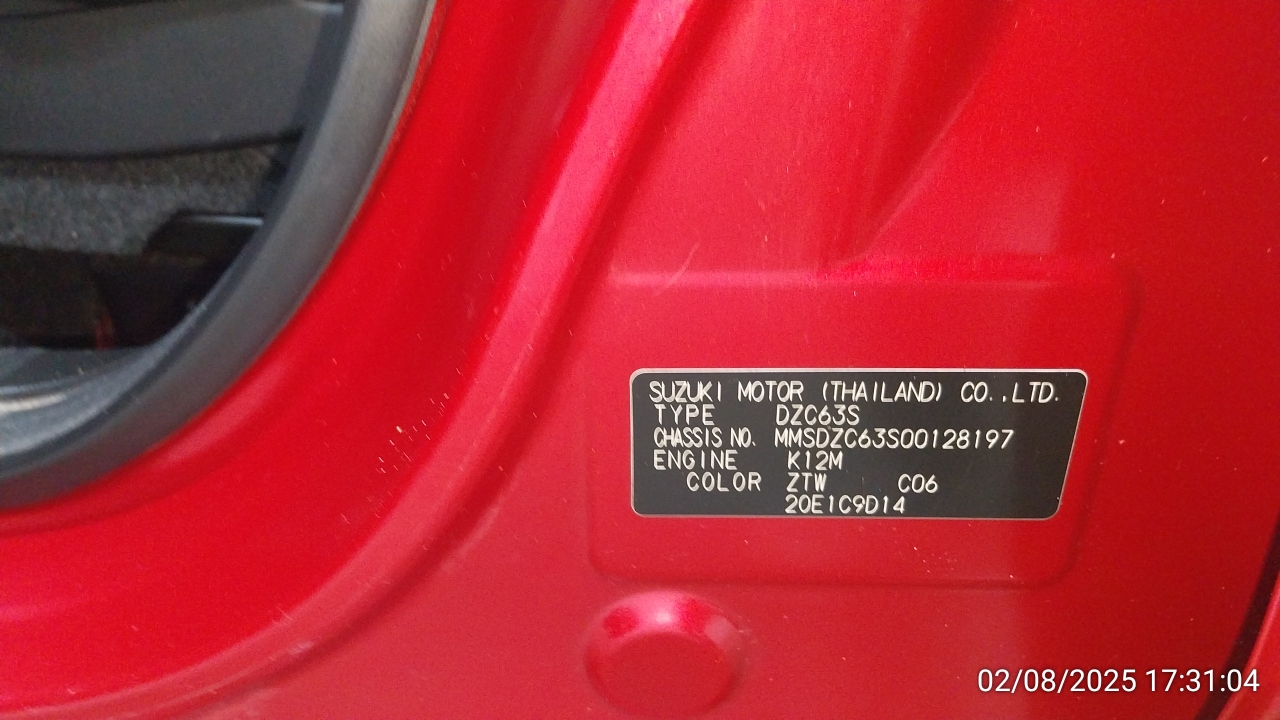 SUZUKI MOTOR (THAILAND) CO.,LTD.
TYPE DZC63S
CHASSIS NO. MMSDZC63S00128197
ENGINE K12M
COLOR ZTW C06
20E1C9D14
02/08/2025 17:31:04